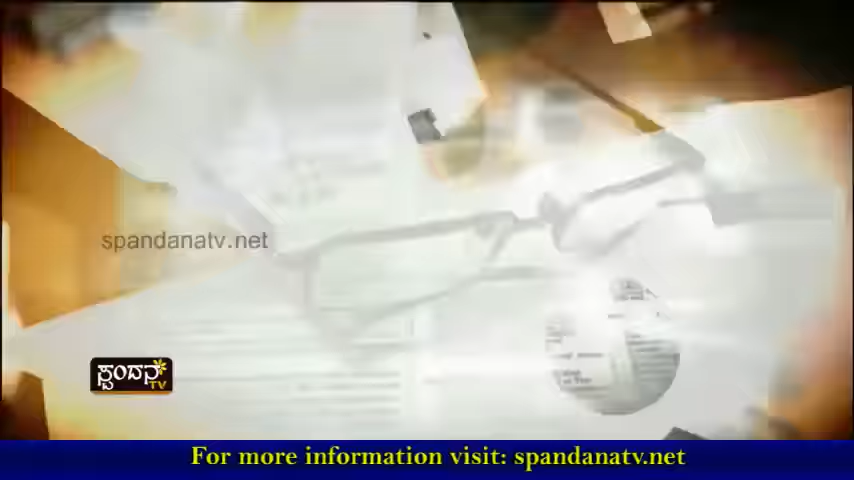 spandanatv.net
ಸ್ಪಂದನ
TV
For more information visit: spandanatv.net